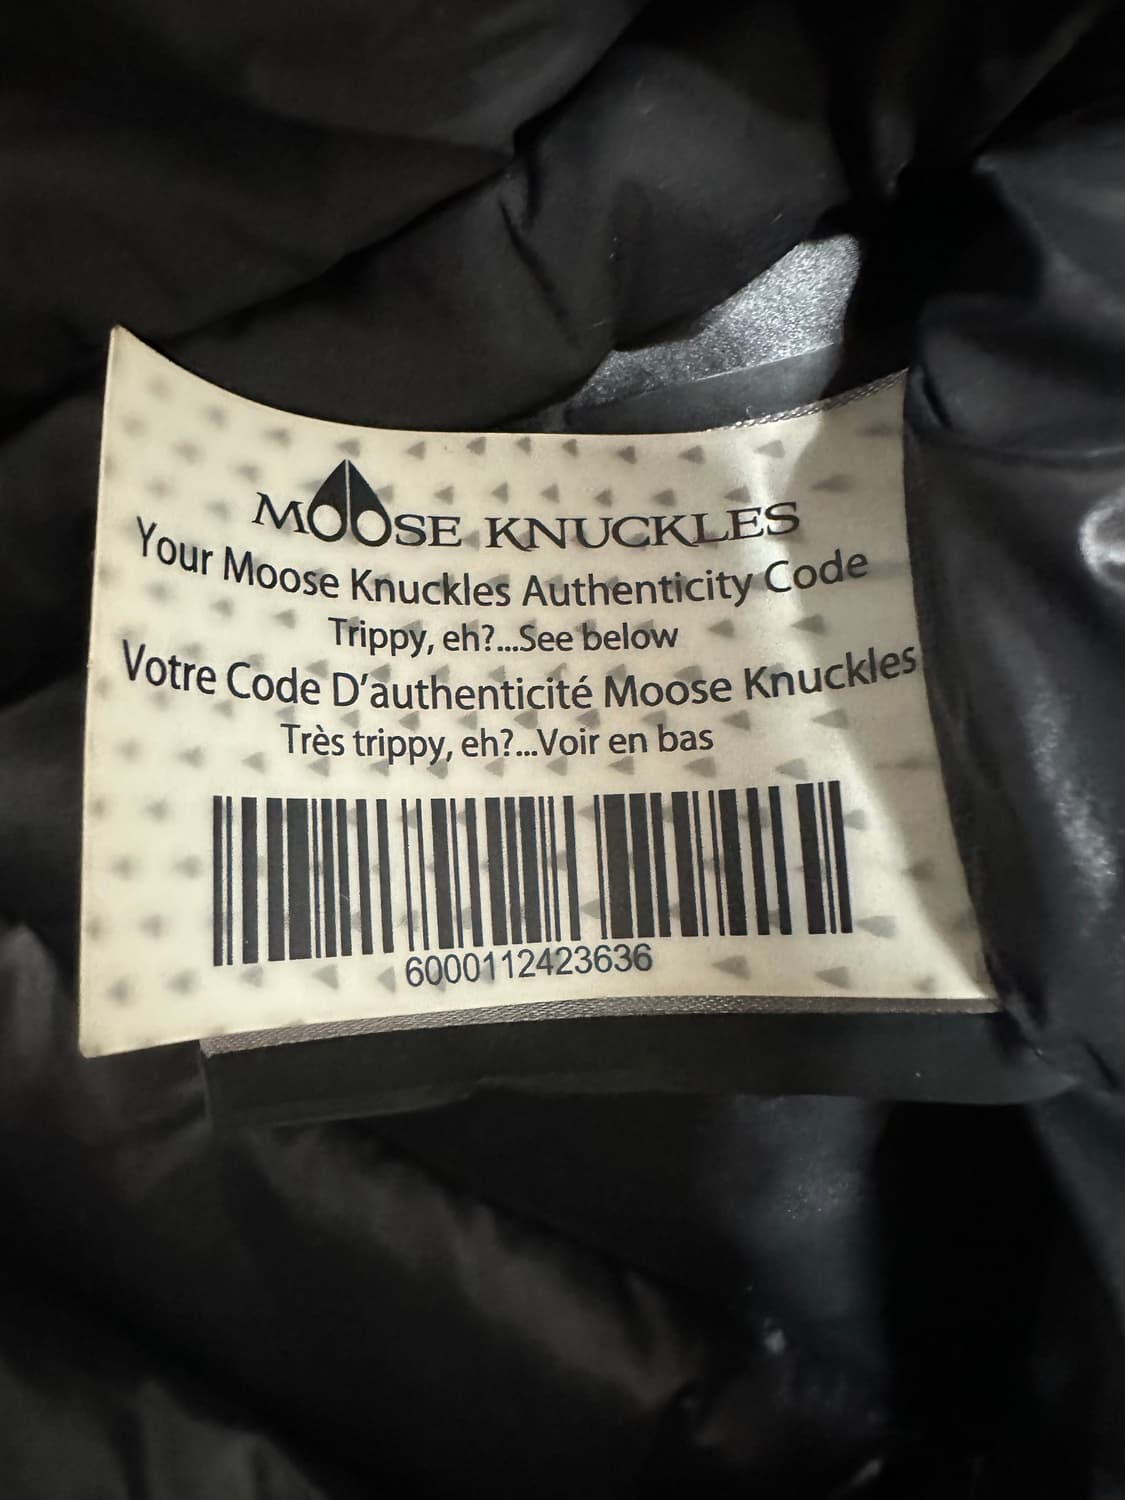 MOOSE KNUCKLES
Your Moose Knuckles Authenticity Code
Trippy, eh?...See below
Votre Code D'authenticité Moose Knuckles
Très trippy, eh?...Voir en bas
6000112423636